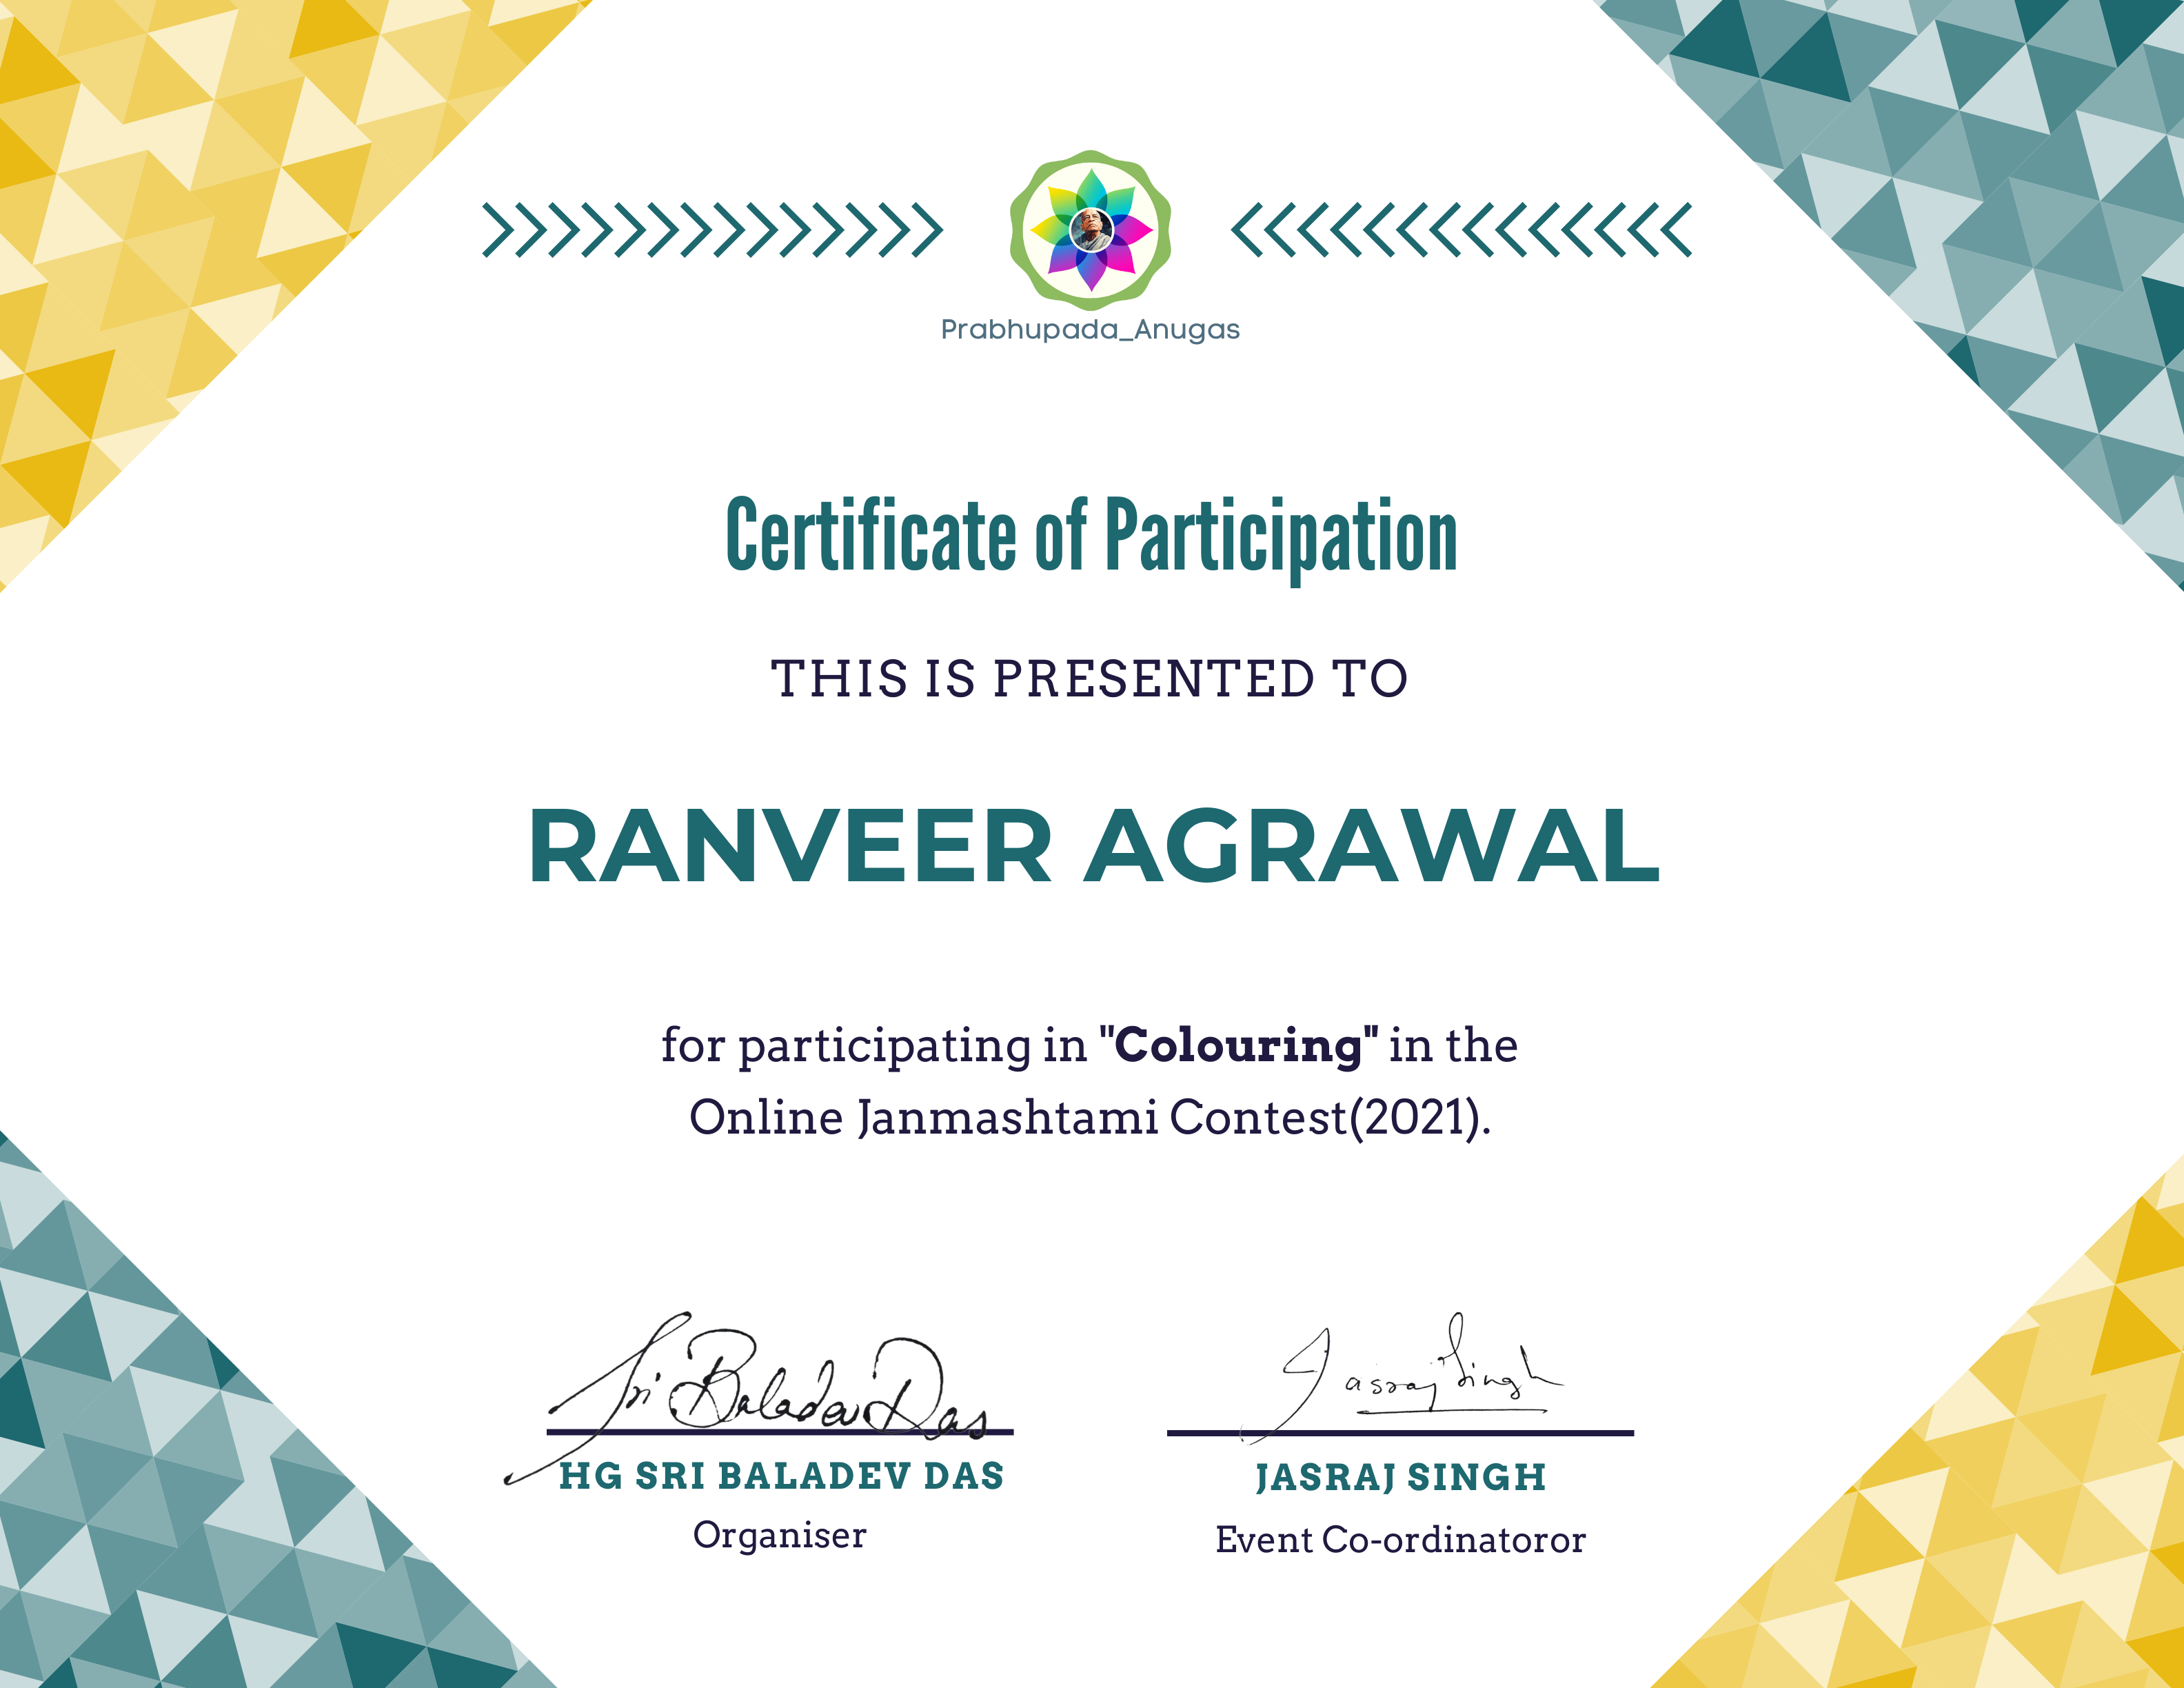 Prabhupada_Anugas
Certificate of Participation
THIS IS PRESENTED TO
RANVEER AGRAWAL
for participating in "Colouring" in the
Online Janmashtami Contest(2021).
Sri Baladev Das
Jasraj Singh
HG SRI BALADEV DAS
JASRAJ SINGH
Organiser
Event Co-ordinatoror